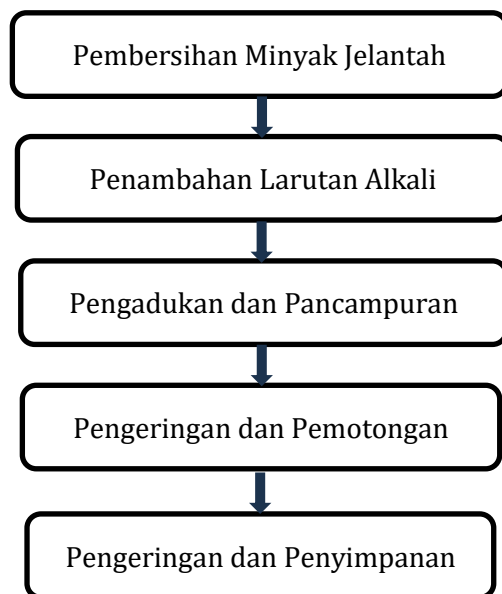 Pembersihan Minyak Jelantah
Penambahan Larutan Alkali
Pengadukan dan Pancampuran
Pengeringan dan Pemotongan
Pengeringan dan Penyimpanan